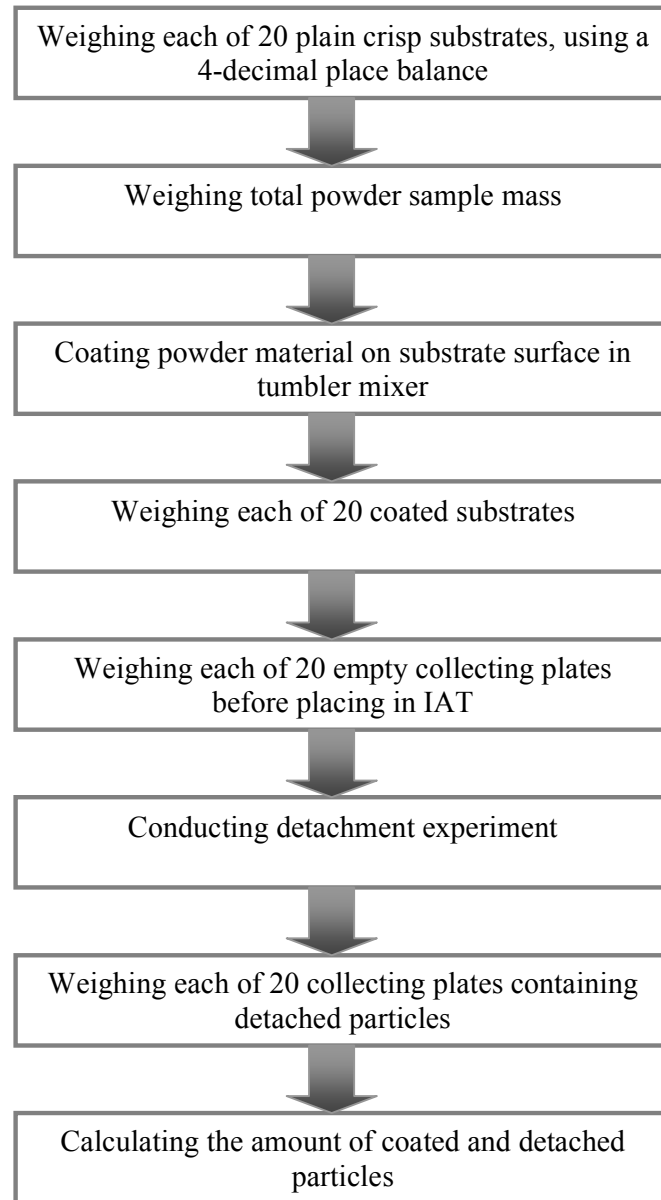 Weighing each of 20 plain crisp substrates, using a
4-decimal place balance
Weighing total powder sample mass
Coating powder material on substrate surface in
tumbler mixer
Weighing each of 20 coated substrates
Weighing each of 20 empty collecting plates
before placing in IAT
Conducting detachment experiment
Weighing each of 20 collecting plates containing
detached particles
Calculating the amount of coated and detached
particles